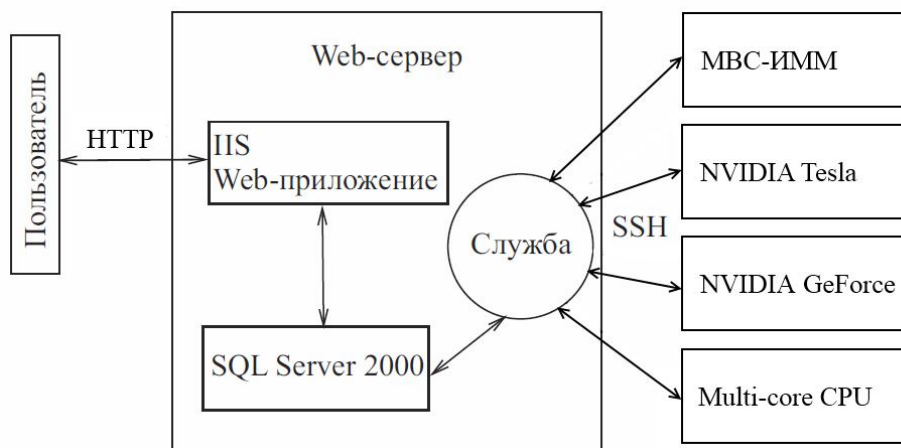 Web-сервер
Пользователь
HTTP
IIS
Web-приложение
Служба
SSH
SQL Server 2000
МВС-ИММ
NVIDIA Tesla
NVIDIA GeForce
Multi-core CPU